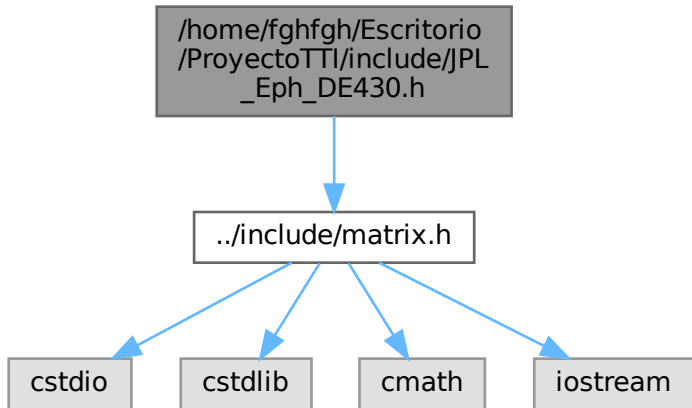 /home/fghfgh/Escritorio
/ProyectoTTI/include/JPL
_Eph_DE430.h
../include/matrix.h
cstdio
cstdlib
cmath
iostream